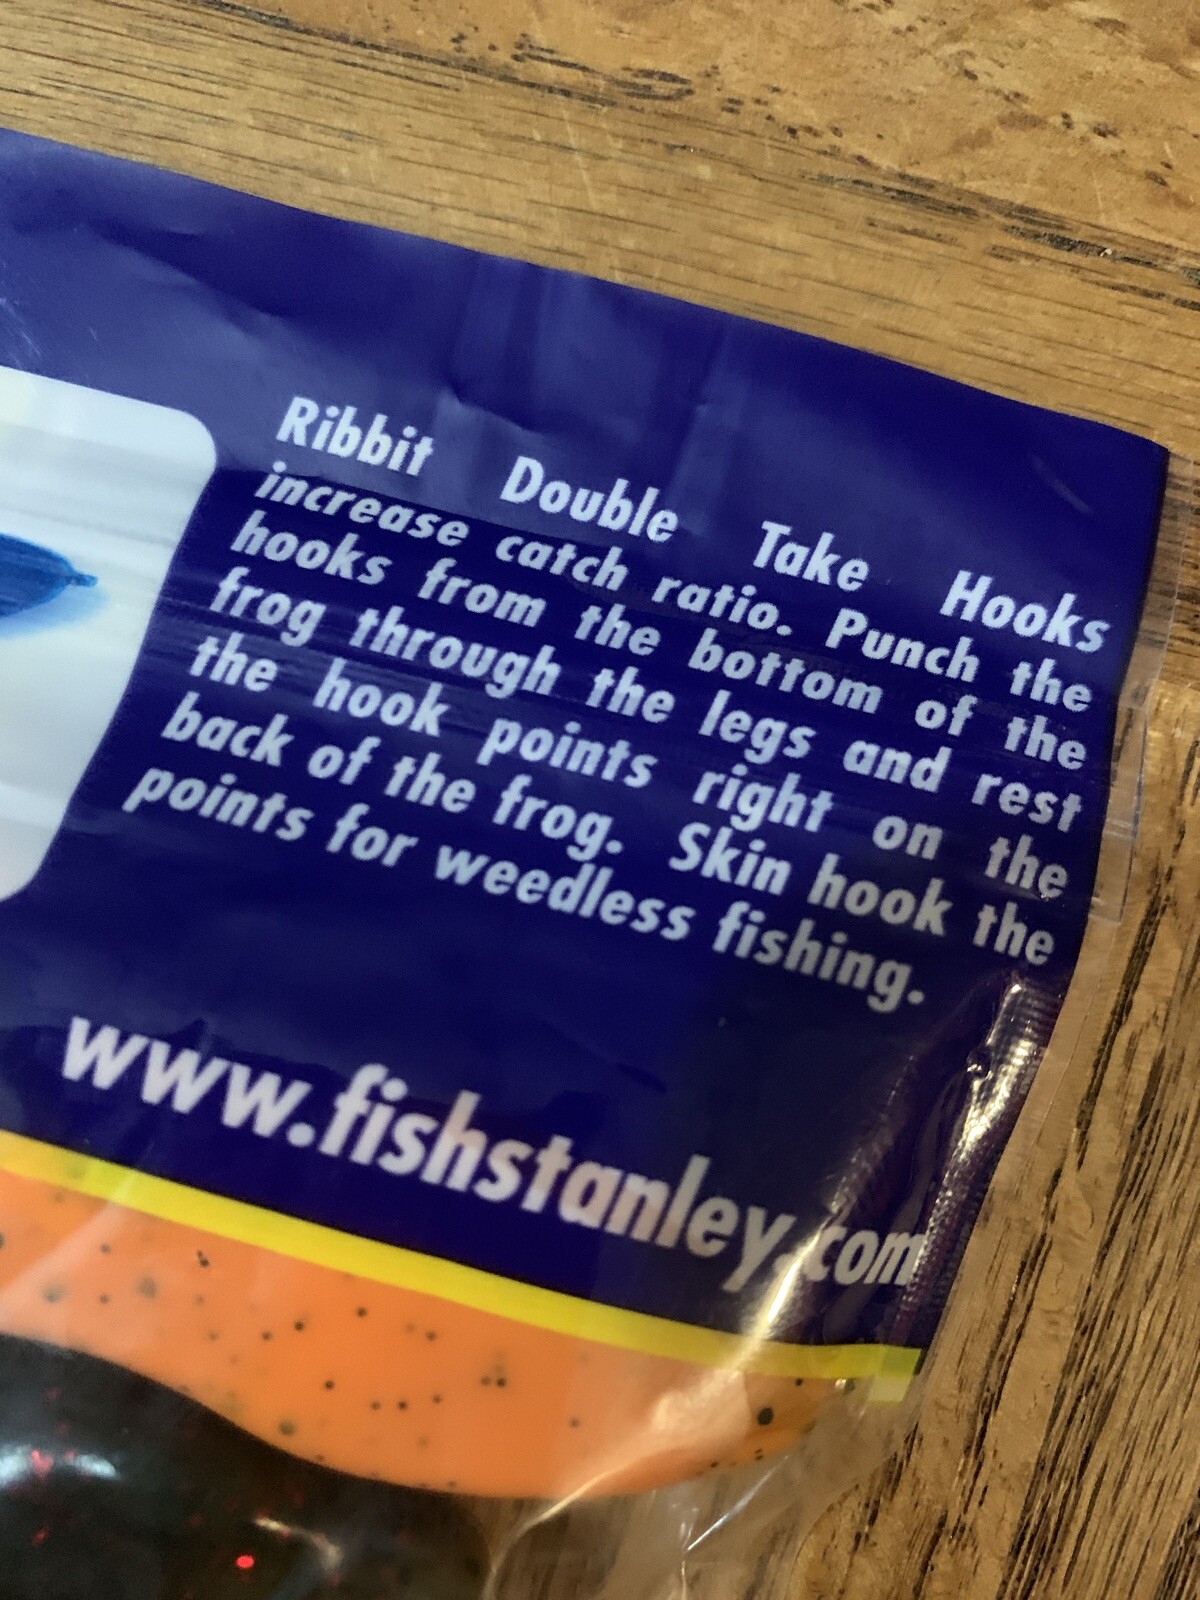 Ribbit Double Take Hooks
increase catch ratio. Punch the
hooks from the bottom of the
frog through the legs and rest
the hook points right on the
back of the frog. Skin hook the
points for weedless fishing.
www.fishstanley.com